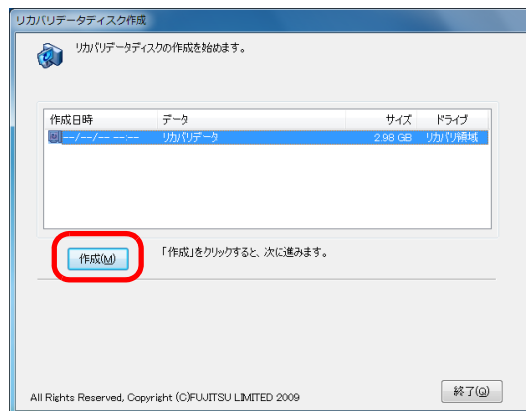 リカバリデータディスク作成
リカバリデータディスクの作成を始めます。
作成日時 データ サイズ ドライブ
--/--/-- --:-- リカバリデータ 2.98 GB リカバリ領域
作成(M) 「作成」をクリックすると、次に進みます。
All Rights Reserved, Copyright (C)FUJITSU LIMITED 2009
終了(Q)